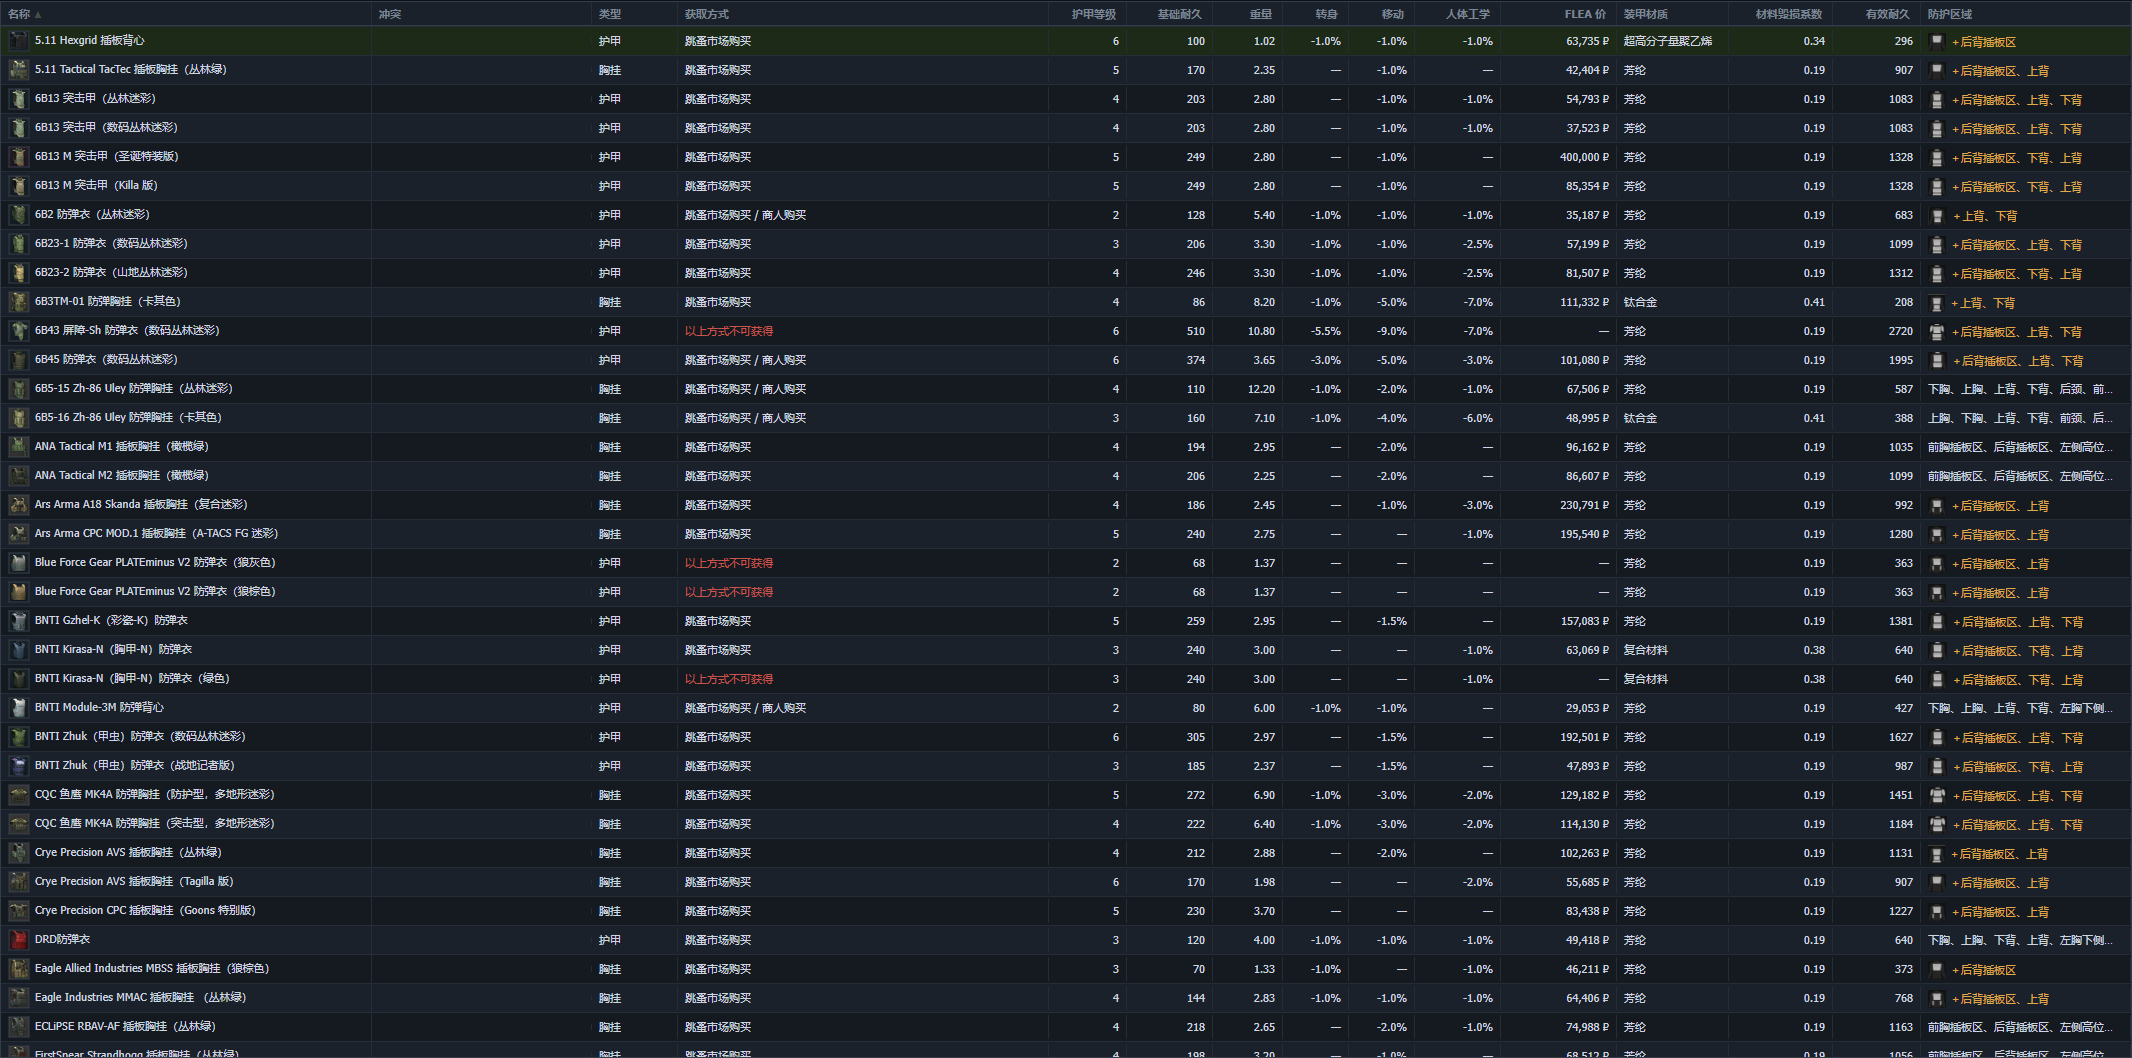 名称 ▲ 冲突 类型 获取方式 护甲等级 基础耐久 重量 转身 移动 人体工学 FLEA 价 装甲材质 材料毁损系数 有效耐久 防护区域
5.11 Hexgrid 插板背心 护甲 跳蚤市场购买 6 100 1.02 -1.0% -1.0% -1.0% 63,735 ₽ 超高分子量聚乙烯 0.34 296 +后背插板区
5.11 Tactical TacTec 插板胸挂（丛林绿） 胸挂 跳蚤市场购买 5 170 2.35 — -1.0% — 42,404 ₽ 芳纶 0.19 907 +后背插板区、上背
6B13 突击甲（丛林迷彩） 护甲 跳蚤市场购买 4 203 2.80 — -1.0% -1.0% 54,793 ₽ 芳纶 0.19 1083 +后背插板区、上背、下背
6B13 突击甲（数码丛林迷彩） 护甲 跳蚤市场购买 4 203 2.80 — -1.0% -1.0% 37,523 ₽ 芳纶 0.19 1083 +后背插板区、上背、下背
6B13 M 突击甲（圣诞特装版） 护甲 跳蚤市场购买 5 249 2.80 — -1.0% — 400,000 ₽ 芳纶 0.19 1328 +后背插板区、下背、上背
6B13 M 突击甲（Killa 版） 护甲 跳蚤市场购买 5 249 2.80 — -1.0% — 85,354 ₽ 芳纶 0.19 1328 +后背插板区、下背、上背
6B2 防弹衣（丛林迷彩） 护甲 跳蚤市场购买 / 商人购买 2 128 5.40 -1.0% -1.0% -1.0% 35,187 ₽ 芳纶 0.19 683 +上背、下背
6B23-1 防弹衣（数码丛林迷彩） 护甲 跳蚤市场购买 3 206 3.30 -1.0% -1.0% -2.5% 57,199 ₽ 芳纶 0.19 1099 +后背插板区、上背、下背
6B23-2 防弹衣（山地丛林迷彩） 护甲 跳蚤市场购买 4 246 3.30 -1.0% -1.0% -2.5% 81,507 ₽ 芳纶 0.19 1312 +后背插板区、下背、上背
6B3TM-01 防弹胸挂（卡其色） 胸挂 跳蚤市场购买 4 86 8.20 -1.0% -5.0% -7.0% 111,332 ₽ 钛合金 0.41 208 +上背、下背
6B43 屏障-Sh 防弹衣（数码丛林迷彩） 护甲 以上方式不可获得 6 510 10.80 -5.5% -9.0% -7.0% — 芳纶 0.19 2720 +后背插板区、上背、下背
6B45 防弹衣（数码丛林迷彩） 护甲 跳蚤市场购买 / 商人购买 6 374 3.65 -3.0% -5.0% -3.0% 101,080 ₽ 芳纶 0.19 1995 +后背插板区、上背、下背
6B5-15 Zh-86 Uley 防弹胸挂（丛林迷彩） 胸挂 跳蚤市场购买 / 商人购买 4 110 12.20 -1.0% -2.0% -1.0% 67,506 ₽ 芳纶 0.19 587 下胸、上胸、上背、下背、后颈、前...
6B5-16 Zh-86 Uley 防弹胸挂（卡其色） 胸挂 跳蚤市场购买 / 商人购买 3 160 7.10 -1.0% -4.0% -6.0% 48,995 ₽ 钛合金 0.41 388 上胸、下胸、上背、下背、前颈、后...
ANA Tactical M1 插板胸挂（橄榄绿） 胸挂 跳蚤市场购买 4 194 2.95 — -2.0% — 96,162 ₽ 芳纶 0.19 1035 前胸插板区、后背插板区、左侧高位...
ANA Tactical M2 插板胸挂（橄榄绿） 胸挂 跳蚤市场购买 4 206 2.25 — -2.0% — 86,607 ₽ 芳纶 0.19 1099 前胸插板区、后背插板区、左侧高位...
Ars Arma A18 Skanda 插板胸挂（复合迷彩） 胸挂 跳蚤市场购买 4 186 2.45 — -1.0% -3.0% 230,791 ₽ 芳纶 0.19 992 +后背插板区、上背
Ars Arma CPC MOD.1 插板胸挂（A-TACS FG 迷彩） 胸挂 跳蚤市场购买 5 240 2.75 — — -1.0% 195,540 ₽ 芳纶 0.19 1280 +后背插板区、上背
Blue Force Gear PLATEminus V2 防弹衣（狼灰色） 护甲 以上方式不可获得 2 68 1.37 — — — — 芳纶 0.19 363 +后背插板区、上背
Blue Force Gear PLATEminus V2 防弹衣（狼棕色） 护甲 以上方式不可获得 2 68 1.37 — — — — 芳纶 0.19 363 +后背插板区、上背
BNTI Gzhel-K（彩瓷-K）防弹衣 护甲 跳蚤市场购买 5 259 2.95 — -1.5% — 157,083 ₽ 芳纶 0.19 1381 +后背插板区、上背、下背
BNTI Kirasa-N（胸甲-N）防弹衣 护甲 跳蚤市场购买 3 240 3.00 — — -1.0% 63,069 ₽ 复合材料 0.38 640 +后背插板区、下背、上背
BNTI Kirasa-N（胸甲-N）防弹衣（绿色） 护甲 以上方式不可获得 3 240 3.00 — — -1.0% — 复合材料 0.38 640 +后背插板区、下背、上背
BNTI Module-3M 防弹背心 护甲 跳蚤市场购买 / 商人购买 2 80 6.00 -1.0% -1.0% — 29,053 ₽ 芳纶 0.19 427 下胸、上胸、上背、下背、左胸下侧...
BNTI Zhuk（甲虫）防弹衣（数码丛林迷彩） 护甲 跳蚤市场购买 6 305 2.97 — -1.5% — 192,501 ₽ 芳纶 0.19 1627 +后背插板区、上背、下背
BNTI Zhuk（甲虫）防弹衣（战地记者版） 护甲 跳蚤市场购买 3 185 2.37 — -1.5% — 47,893 ₽ 芳纶 0.19 987 +后背插板区、下背、上背
CQC 鱼鹰 MK4A 防弹胸挂（防护型，多地形迷彩） 胸挂 跳蚤市场购买 5 272 6.90 -1.0% -3.0% -2.0% 129,182 ₽ 芳纶 0.19 1451 +后背插板区、上背、下背
CQC 鱼鹰 MK4A 防弹胸挂（突击型，多地形迷彩） 胸挂 跳蚤市场购买 4 222 6.40 -1.0% -3.0% -2.0% 114,130 ₽ 芳纶 0.19 1184 +后背插板区、上背、下背
Crye Precision AVS 插板胸挂（丛林绿） 胸挂 跳蚤市场购买 4 212 2.88 — -2.0% — 102,263 ₽ 芳纶 0.19 1131 +后背插板区、上背
Crye Precision AVS 插板胸挂（Tagilla 版） 胸挂 跳蚤市场购买 6 170 1.98 — — -2.0% 55,685 ₽ 芳纶 0.19 907 +后背插板区、上背
Crye Precision CPC 插板胸挂（Goons 特别版） 胸挂 跳蚤市场购买 5 230 3.70 — — — 83,438 ₽ 芳纶 0.19 1227 +后背插板区、上背
DRD防弹衣 护甲 跳蚤市场购买 3 120 4.00 -1.0% -1.0% -1.0% 49,418 ₽ 芳纶 0.19 640 下胸、上胸、下背、上背、左胸下侧...
Eagle Allied Industries MBSS 插板胸挂（狼棕色） 胸挂 跳蚤市场购买 3 70 1.33 -1.0% — -1.0% 46,211 ₽ 芳纶 0.19 373 +后背插板区
Eagle Industries MMAC 插板胸挂 （丛林绿） 胸挂 跳蚤市场购买 4 144 2.83 -1.0% -1.0% -1.0% 64,406 ₽ 芳纶 0.19 768 +后背插板区、上背
ECLiPSE RBAV-AF 插板胸挂（丛林绿） 胸挂 跳蚤市场购买 4 218 2.65 — -2.0% -1.0% 74,988 ₽ 芳纶 0.19 1163 前胸插板区、后背插板区、左侧高位...
FirstSpear Strandhogg 插板胸挂（丛林绿） 胸挂 跳蚤市场购买 4 198 3.20 — -1.0% — 68,512 ₽ 芳纶 0.19 1056 前胸插板区、后背插板区、左侧高位...